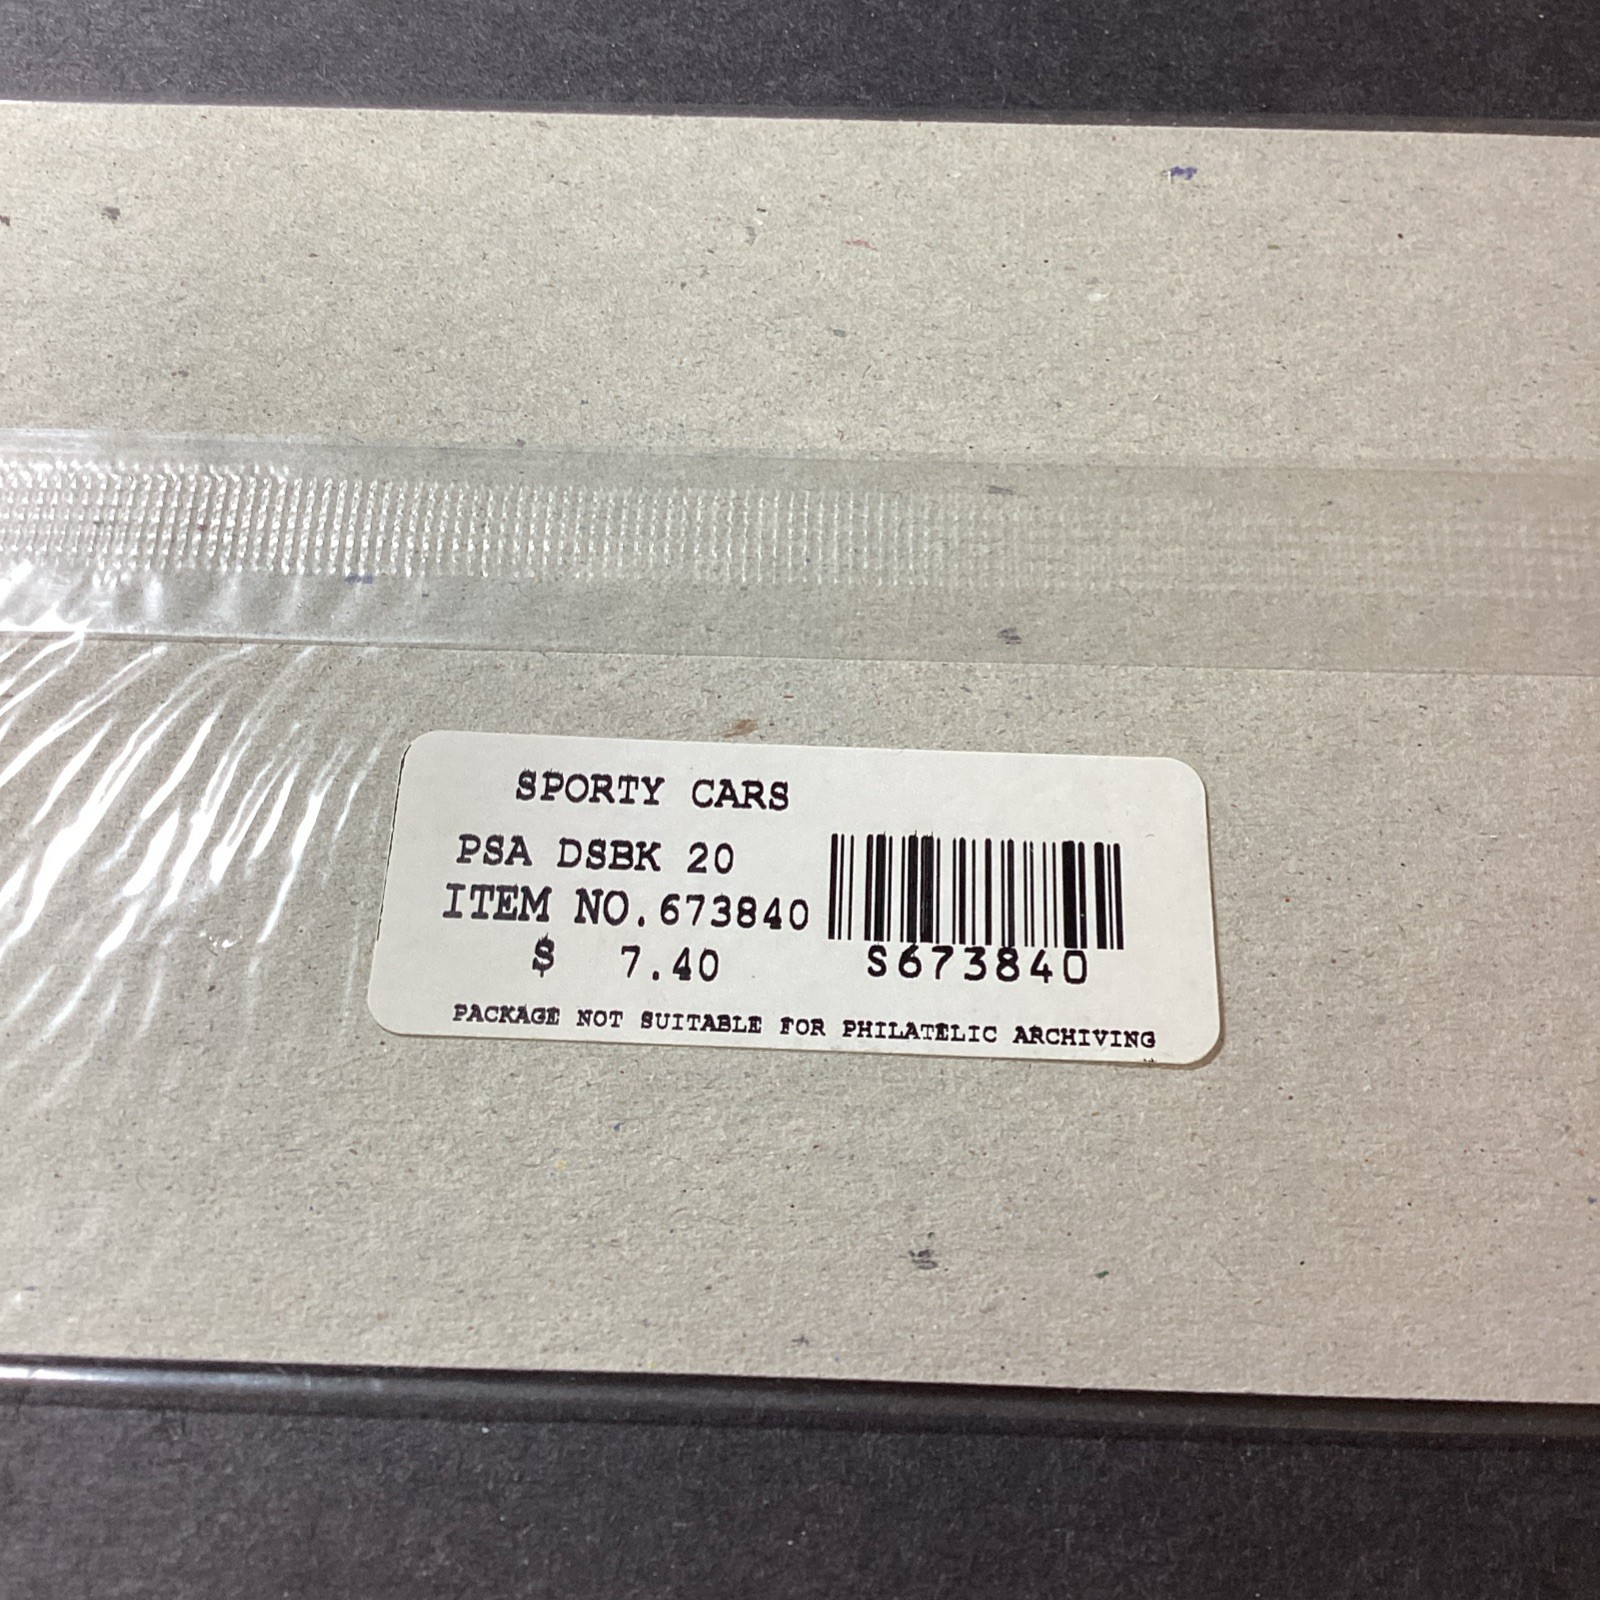 SPORTY CARS
PSA DSBK 20
ITEM NO.673840
$ 7.40
S673840
PACKAGE NOT SUITABLE FOR PHILATELIC ARCHIVING